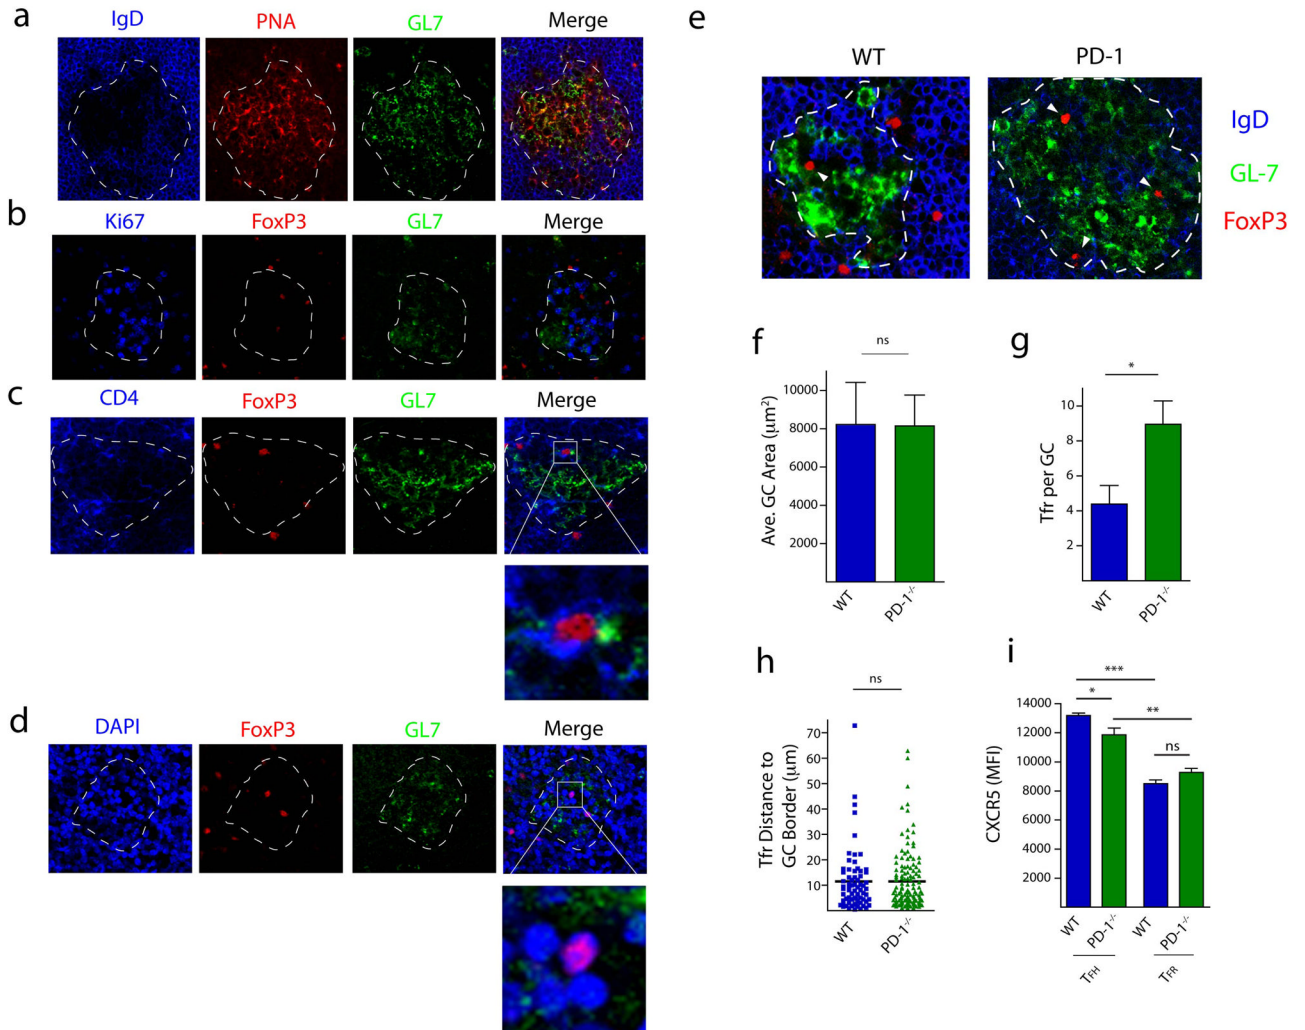 a
IgD PNA GL7 Merge
b
Ki67 FoxP3 GL7 Merge
c
CD4 FoxP3 GL7 Merge
d
DAPI FoxP3 GL7 Merge
e
WT PD-1
IgD
GL-7
FoxP3
f
ns
Ave. GC Area (μm²)
10000
8000
6000
4000
2000
WT PD-1⁻/⁻
g
*
Tfr per GC
10
8
6
4
2
WT PD-1⁻/⁻
h
ns
Tfr Distance to
GC Border (μm)
70
60
50
40
30
20
10
WT PD-1⁻/⁻
i
***
*
**
ns
CXCR5 (MFI)
14000
12000
10000
8000
6000
4000
2000
WT PD-1⁻/⁻ WT PD-1⁻/⁻
TFH TFR